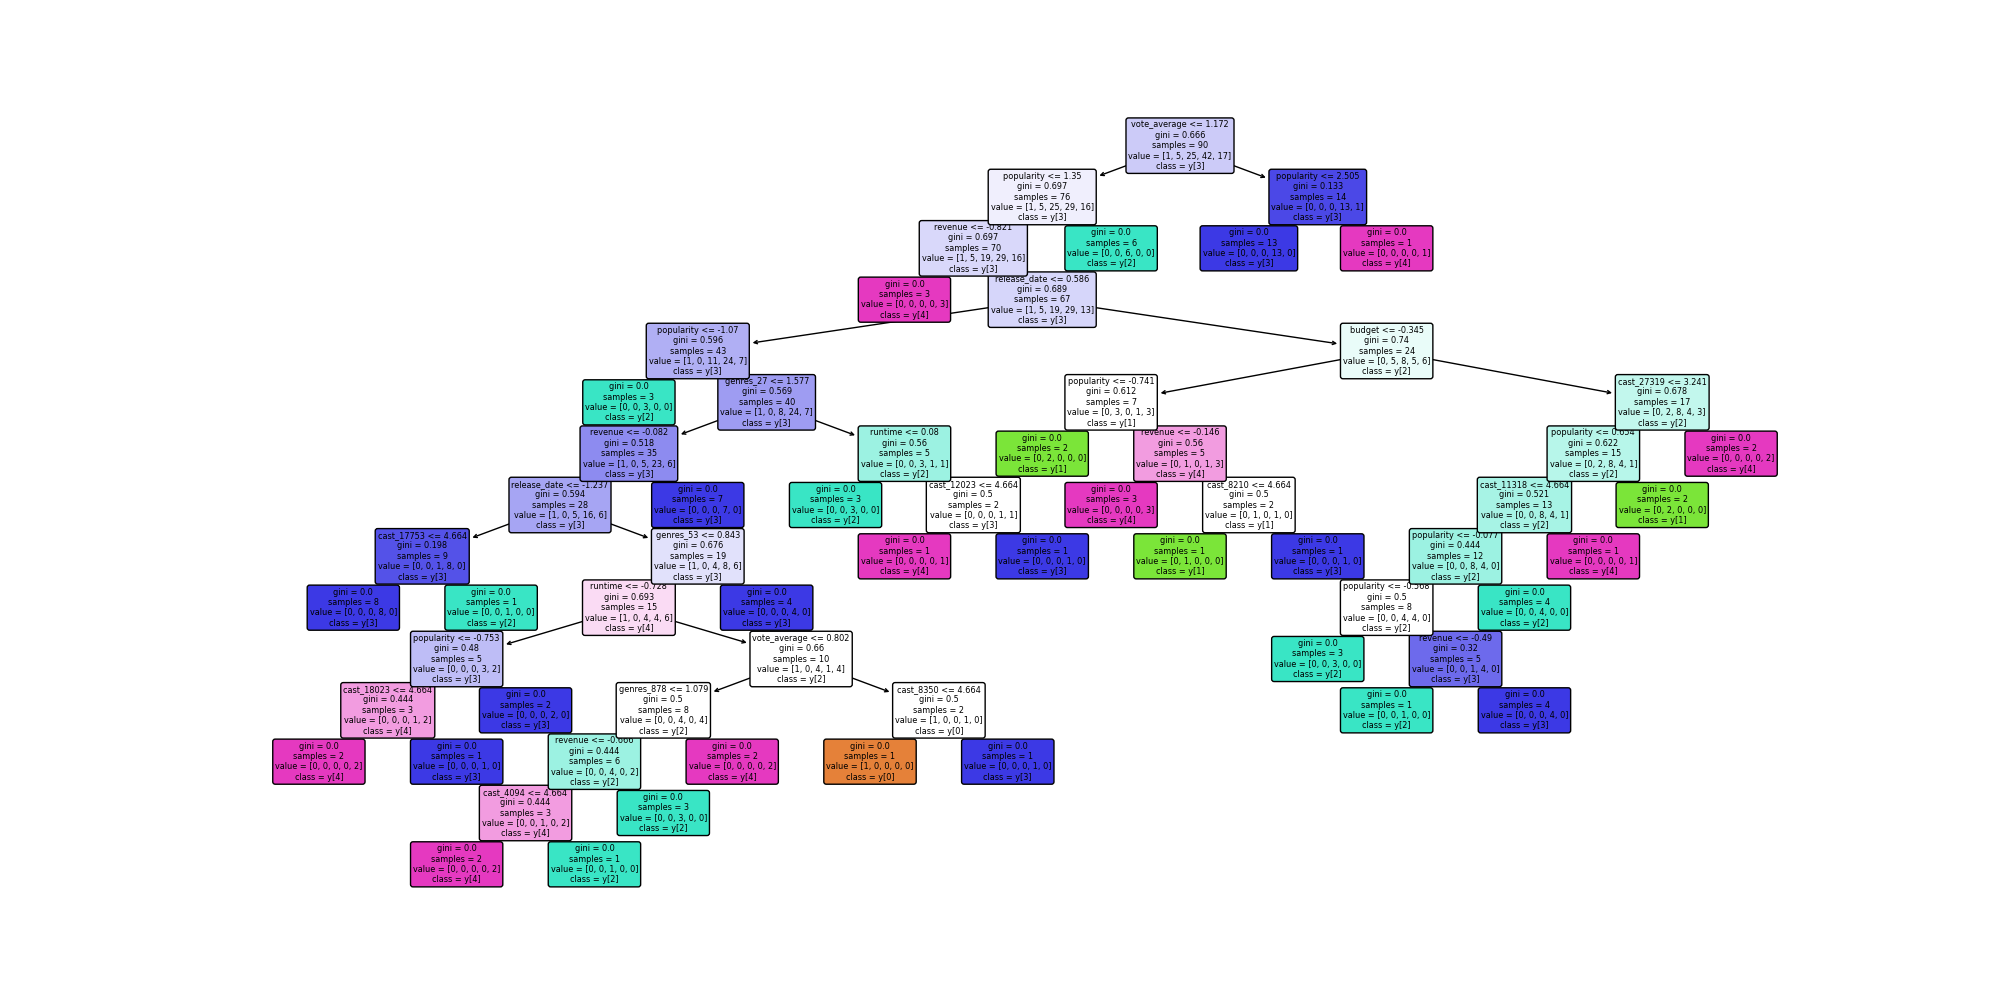 vote_average <= 1.172
gini = 0.666
samples = 90
value = [1, 5, 25, 42, 17]
class = y[3]
popularity <= 1.35
gini = 0.697
samples = 76
value = [1, 5, 25, 29, 16]
class = y[3]
popularity <= 2.505
gini = 0.133
samples = 14
value = [0, 0, 0, 13, 1]
class = y[3]
revenue <= -0.821
gini = 0.697
samples = 70
value = [1, 5, 19, 29, 16]
class = y[3]
gini = 0.0
samples = 6
value = [0, 0, 6, 0, 0]
class = y[2]
gini = 0.0
samples = 13
value = [0, 0, 0, 13, 0]
class = y[3]
gini = 0.0
samples = 1
value = [0, 0, 0, 0, 1]
class = y[4]
gini = 0.0
samples = 3
value = [0, 0, 0, 0, 3]
class = y[4]
release_date <= 0.586
gini = 0.689
samples = 67
value = [1, 5, 19, 29, 13]
class = y[3]
popularity <= -1.07
gini = 0.596
samples = 43
value = [1, 0, 11, 24, 7]
class = y[3]
budget <= -0.345
gini = 0.74
samples = 24
value = [0, 5, 8, 5, 6]
class = y[2]
gini = 0.0
samples = 3
value = [0, 0, 3, 0, 0]
class = y[2]
genres_27 <= 1.577
gini = 0.569
samples = 40
value = [1, 0, 8, 24, 7]
class = y[3]
popularity <= -0.741
gini = 0.612
samples = 7
value = [0, 3, 0, 1, 3]
class = y[1]
cast_27319 <= 3.241
gini = 0.678
samples = 17
value = [0, 2, 8, 4, 3]
class = y[2]
revenue <= -0.082
gini = 0.518
samples = 35
value = [1, 0, 5, 23, 6]
class = y[3]
runtime <= 0.08
gini = 0.56
samples = 5
value = [0, 0, 3, 1, 1]
class = y[2]
gini = 0.0
samples = 2
value = [0, 2, 0, 0, 0]
class = y[1]
revenue <= -0.146
gini = 0.56
samples = 5
value = [0, 1, 0, 1, 3]
class = y[4]
popularity <= 0.654
gini = 0.622
samples = 15
value = [0, 2, 8, 4, 1]
class = y[2]
gini = 0.0
samples = 2
value = [0, 0, 0, 0, 2]
class = y[4]
release_date <= -1.237
gini = 0.594
samples = 28
value = [1, 0, 5, 16, 6]
class = y[3]
gini = 0.0
samples = 7
value = [0, 0, 0, 7, 0]
class = y[3]
gini = 0.0
samples = 3
value = [0, 0, 3, 0, 0]
class = y[2]
cast_12023 <= 4.664
gini = 0.5
samples = 2
value = [0, 0, 0, 1, 1]
class = y[3]
gini = 0.0
samples = 3
value = [0, 0, 0, 0, 3]
class = y[4]
cast_8210 <= 4.664
gini = 0.5
samples = 2
value = [0, 1, 0, 1, 0]
class = y[1]
cast_11318 <= 4.664
gini = 0.521
samples = 13
value = [0, 0, 8, 4, 1]
class = y[2]
gini = 0.0
samples = 2
value = [0, 2, 0, 0, 0]
class = y[1]
cast_17753 <= 4.664
gini = 0.198
samples = 9
value = [0, 0, 1, 8, 0]
class = y[3]
genres_53 <= 0.843
gini = 0.676
samples = 19
value = [1, 0, 4, 8, 6]
class = y[3]
gini = 0.0
samples = 1
value = [0, 0, 0, 0, 1]
class = y[4]
gini = 0.0
samples = 1
value = [0, 0, 0, 1, 0]
class = y[3]
gini = 0.0
samples = 1
value = [0, 1, 0, 0, 0]
class = y[1]
gini = 0.0
samples = 1
value = [0, 0, 0, 1, 0]
class = y[3]
popularity <= -0.077
gini = 0.444
samples = 12
value = [0, 0, 8, 4, 0]
class = y[2]
gini = 0.0
samples = 1
value = [0, 0, 0, 0, 1]
class = y[4]
gini = 0.0
samples = 8
value = [0, 0, 0, 8, 0]
class = y[3]
gini = 0.0
samples = 1
value = [0, 0, 1, 0, 0]
class = y[2]
runtime <= -0.728
gini = 0.693
samples = 15
value = [1, 0, 4, 4, 6]
class = y[4]
gini = 0.0
samples = 4
value = [0, 0, 0, 4, 0]
class = y[3]
popularity <= -0.568
gini = 0.5
samples = 8
value = [0, 0, 4, 4, 0]
class = y[2]
gini = 0.0
samples = 4
value = [0, 0, 4, 0, 0]
class = y[2]
popularity <= -0.753
gini = 0.48
samples = 5
value = [0, 0, 0, 3, 2]
class = y[3]
vote_average <= 0.802
gini = 0.66
samples = 10
value = [1, 0, 4, 1, 4]
class = y[2]
gini = 0.0
samples = 3
value = [0, 0, 3, 0, 0]
class = y[2]
revenue <= -0.49
gini = 0.32
samples = 5
value = [0, 0, 1, 4, 0]
class = y[3]
cast_18023 <= 4.664
gini = 0.444
samples = 3
value = [0, 0, 0, 1, 2]
class = y[4]
gini = 0.0
samples = 2
value = [0, 0, 0, 2, 0]
class = y[3]
genres_878 <= 1.079
gini = 0.5
samples = 8
value = [0, 0, 4, 0, 4]
class = y[2]
cast_8350 <= 4.664
gini = 0.5
samples = 2
value = [1, 0, 0, 1, 0]
class = y[0]
gini = 0.0
samples = 1
value = [0, 0, 1, 0, 0]
class = y[2]
gini = 0.0
samples = 4
value = [0, 0, 0, 4, 0]
class = y[3]
gini = 0.0
samples = 2
value = [0, 0, 0, 0, 2]
class = y[4]
gini = 0.0
samples = 1
value = [0, 0, 0, 1, 0]
class = y[3]
revenue <= -0.666
gini = 0.444
samples = 6
value = [0, 0, 4, 0, 2]
class = y[2]
gini = 0.0
samples = 2
value = [0, 0, 0, 0, 2]
class = y[4]
gini = 0.0
samples = 1
value = [1, 0, 0, 0, 0]
class = y[0]
gini = 0.0
samples = 1
value = [0, 0, 0, 1, 0]
class = y[3]
cast_4094 <= 4.664
gini = 0.444
samples = 3
value = [0, 0, 1, 0, 2]
class = y[4]
gini = 0.0
samples = 3
value = [0, 0, 3, 0, 0]
class = y[2]
gini = 0.0
samples = 2
value = [0, 0, 0, 0, 2]
class = y[4]
gini = 0.0
samples = 1
value = [0, 0, 1, 0, 0]
class = y[2]